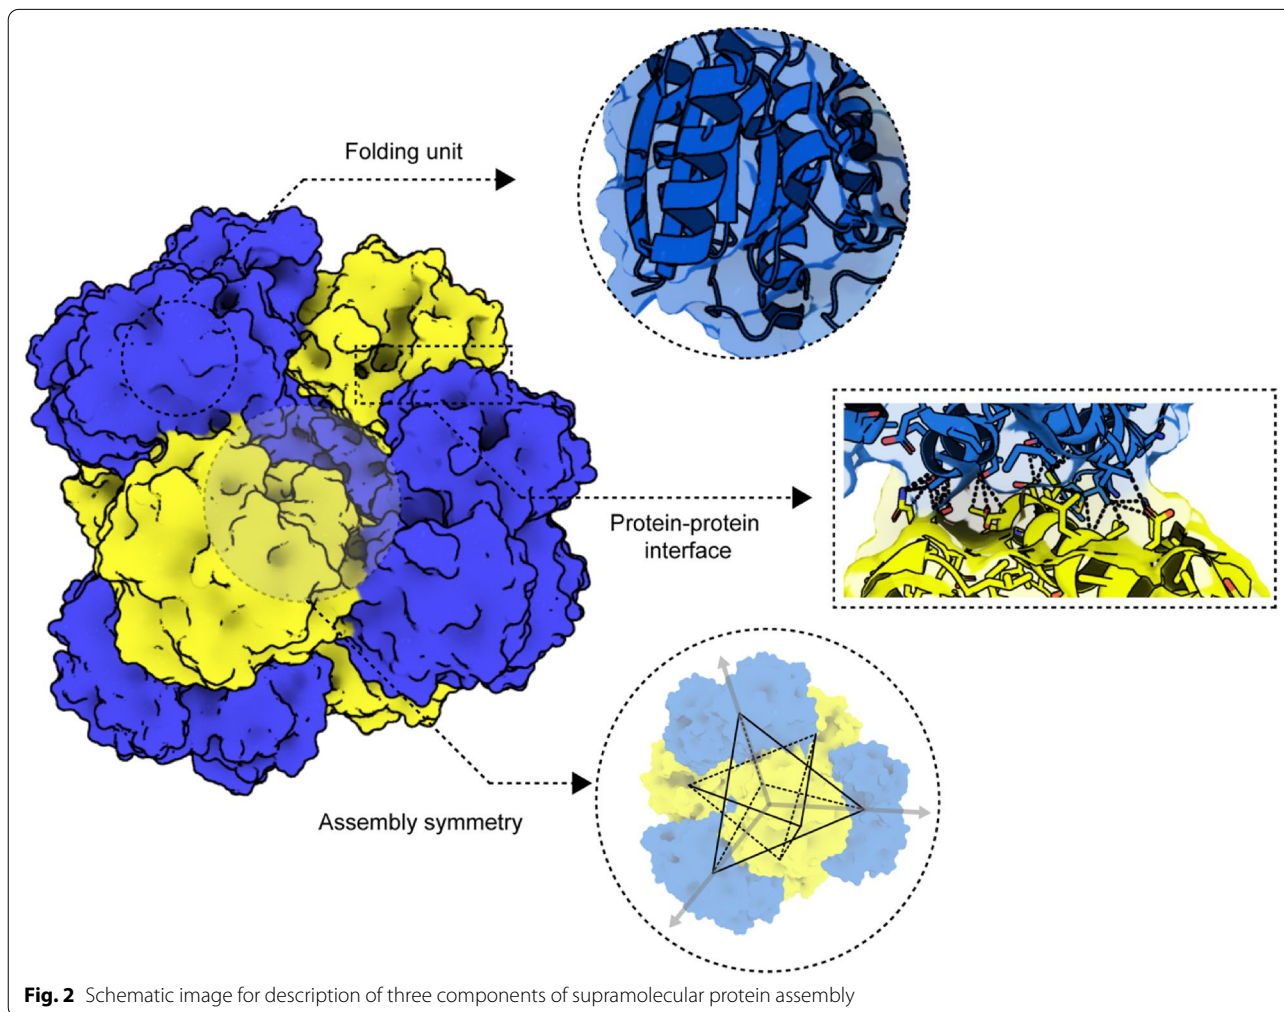 Folding unit
Protein-protein
interface
Assembly symmetry
Fig. 2 Schematic image for description of three components of supramolecular protein assembly